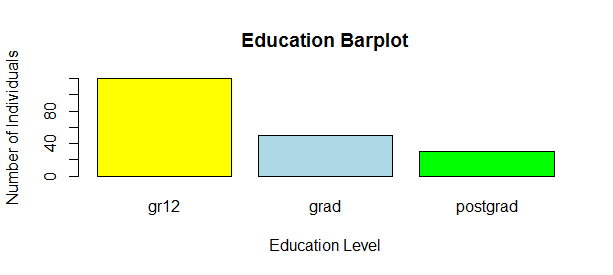 Education Barplot
Number of Individuals
80
40
0
gr12 grad postgrad
Education Level